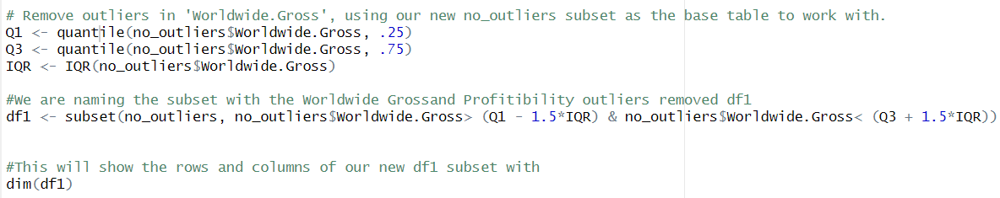 # Remove outliers in 'Worldwide.Gross', using our new no_outliers subset as the base table to work with.
Q1 <- quantile(no_outliers$Worldwide.Gross, .25)
Q3 <- quantile(no_outliers$Worldwide.Gross, .75)
IQR <- IQR(no_outliers$Worldwide.Gross)
#We are naming the subset with the Worldwide Grossand Profitibility outliers removed df1
df1 <- subset(no_outliers, no_outliers$Worldwide.Gross> (Q1 - 1.5*IQR) & no_outliers$Worldwide.Gross< (Q3 + 1.5*IQR))
#This will show the rows and columns of our new df1 subset with
dim(df1)